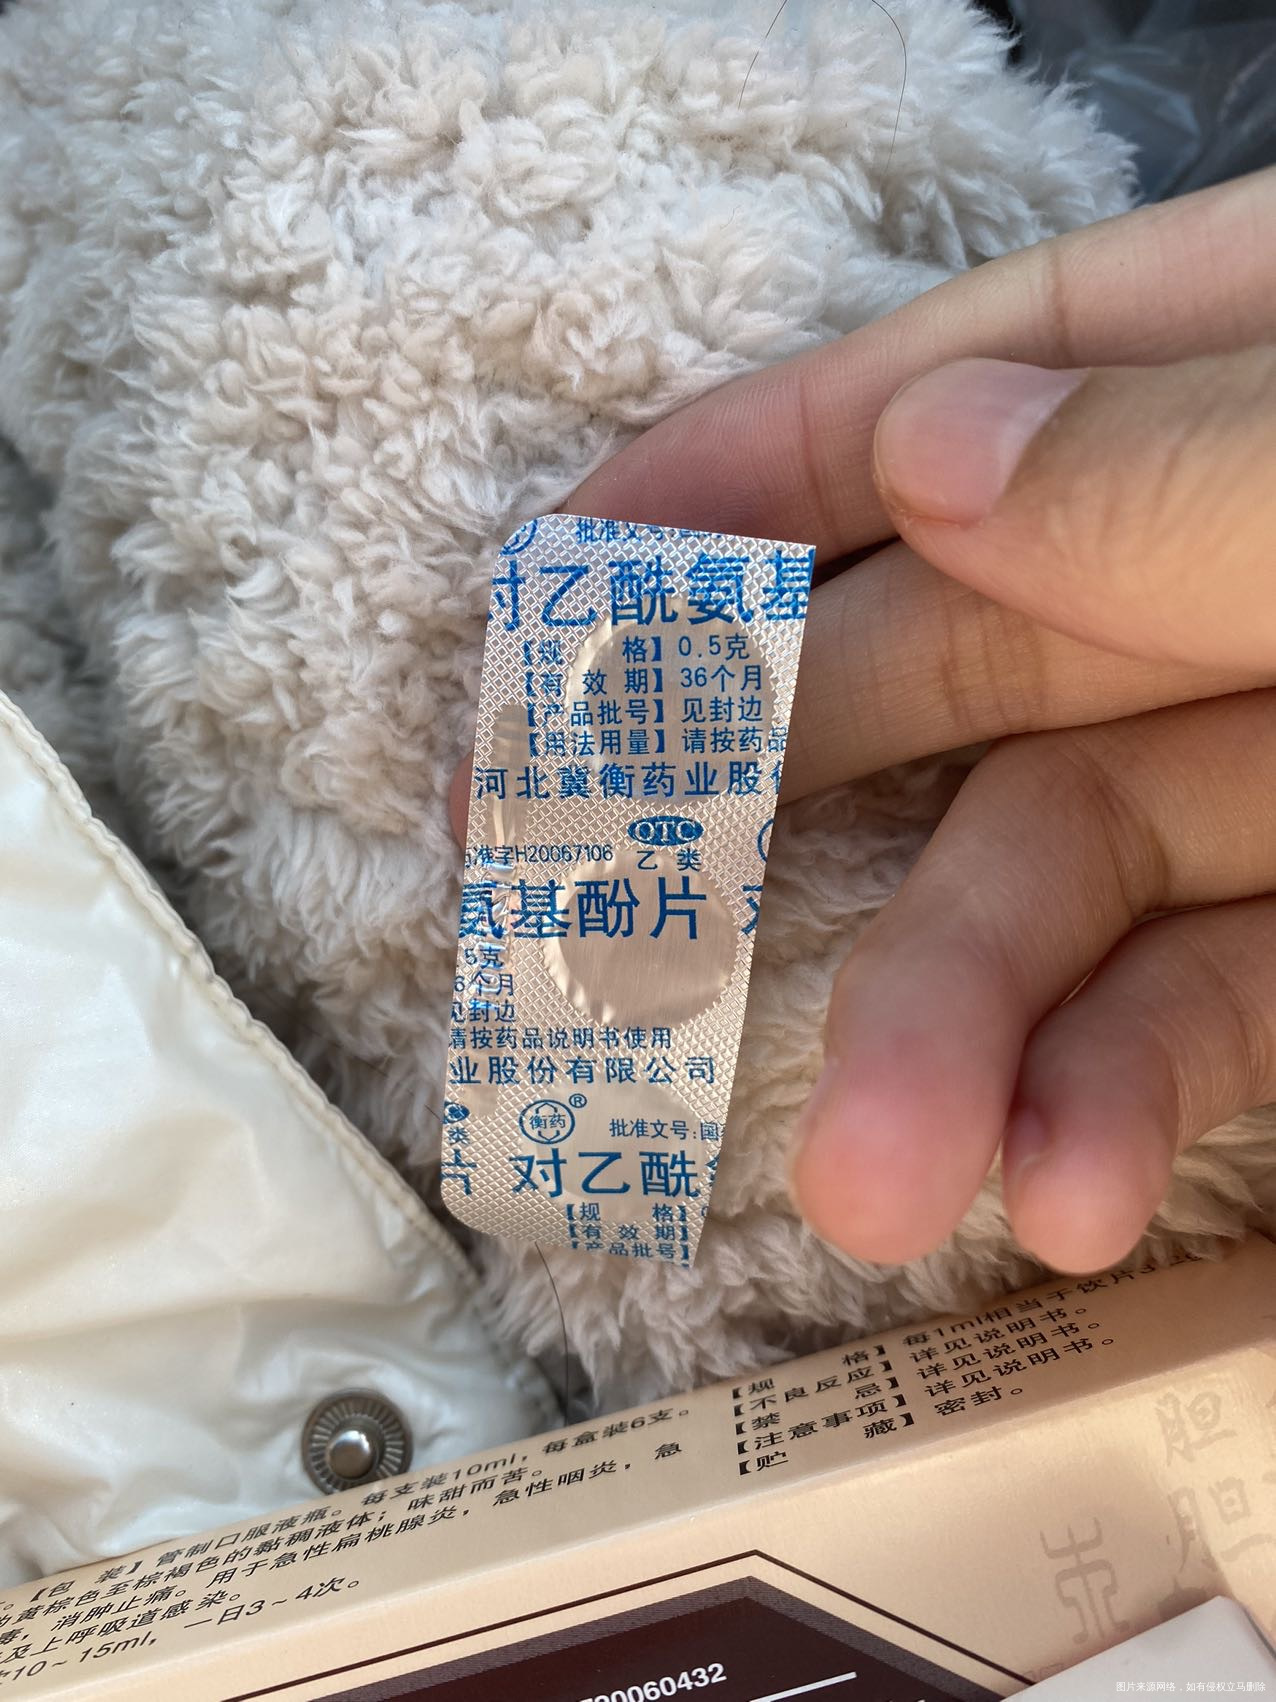 批准文号:国
对乙酰氨基
【规 格】0.5克
【有 效 期】36个月
【产品批号】见封边
【用法用量】请按药品
河北冀衡药业股份
OTC
准字H20067106
乙 类
氨基酚片 对
5克
6个月
见封边
请按药品说明书使用
业股份有限公司
衡药®
批准文号:国
类
片 对乙酰
【规 格】
【有 效 期】
【产品批号】
【规 格】每1ml相当于饮片
【不良反应】详见说明书。
【禁 忌】详见说明书。
【注意事项】详见说明书。
【贮 藏】密封。
【包 装】管制口服液瓶。每支装10ml，每盒装6支。
黄棕色至棕褐色的黏稠液体；味甜而苦。
毒，消肿止痛。用于急性扁桃腺炎，急性咽炎，急
及上呼吸道感染。
10～15ml，一日3～4次。
胆
胆
20060432
图片来源网络，如有侵权立马删除